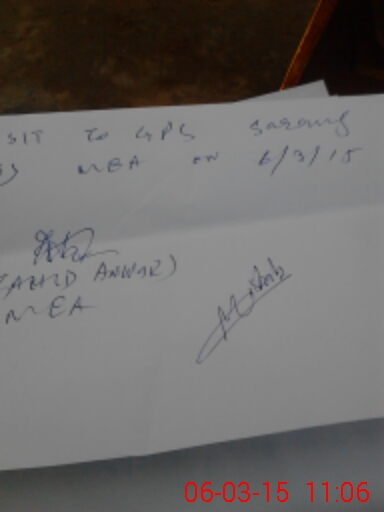 SIT to GPS Sarang
MEA on 6/3/15
ANWAR)
MEA
06-03-15 11:06